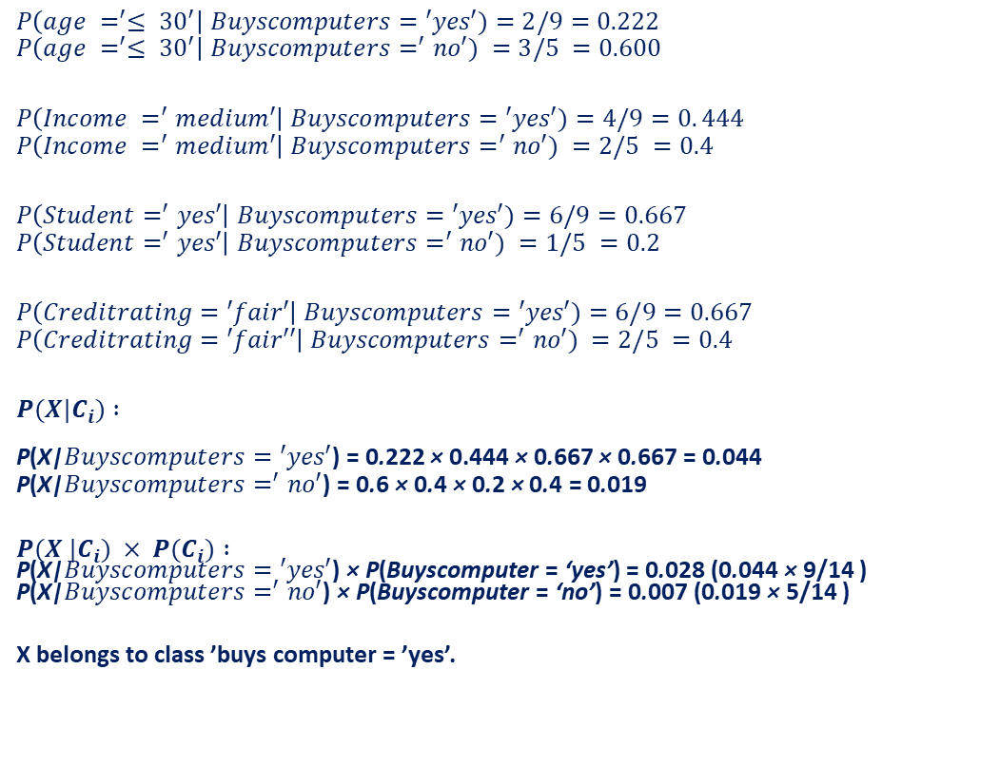 P(age =′≤ 30′| Buyscomputers = ′yes′) = 2/9 = 0.222
P(age =′≤ 30′| Buyscomputers =′ no′) = 3/5 = 0.600
P(Income =′ medium′| Buyscomputers = ′yes′) = 4/9 = 0.444
P(Income =′ medium′| Buyscomputers =′ no′) = 2/5 = 0.4
P(Student =′ yes′| Buyscomputers = ′yes′) = 6/9 = 0.667
P(Student =′ yes′| Buyscomputers =′ no′) = 1/5 = 0.2
P(Creditrating = ′fair′| Buyscomputers = ′yes′) = 6/9 = 0.667
P(Creditrating = ′fair′′| Buyscomputers =′ no′) = 2/5 = 0.4
P(X|Cᵢ) :
P(X|Buyscomputers = ′yes′) = 0.222 × 0.444 × 0.667 × 0.667 = 0.044
P(X|Buyscomputers =′ no′) = 0.6 × 0.4 × 0.2 × 0.4 = 0.019
P(X |Cᵢ) × P(Cᵢ) :
P(X|Buyscomputers = ′yes′) × P(Buyscomputer = ‘yes’) = 0.028 (0.044 × 9/14 )
P(X|Buyscomputers =′ no′) × P(Buyscomputer = ‘no’) = 0.007 (0.019 × 5/14 )
X belongs to class ’buys computer = ’yes’.